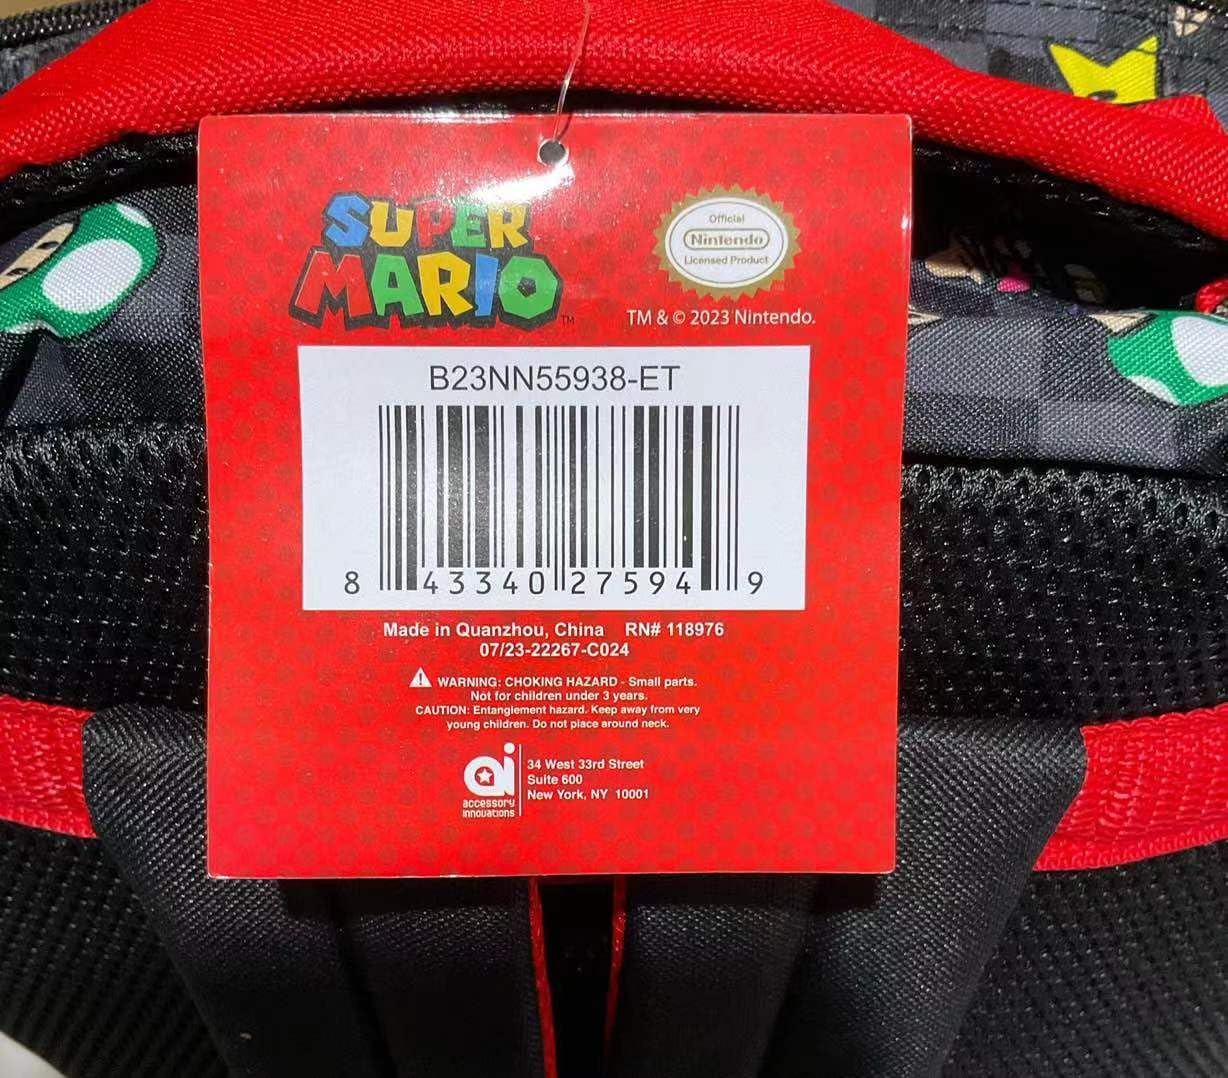 SUPER
MARIO™
Official
Nintendo
Licensed Product
TM & © 2023 Nintendo.
B23NN55938-ET
8 43340 27594 9
Made in Quanzhou, China RN# 118976
07/23-22267-C024
WARNING: CHOKING HAZARD - Small parts.
Not for children under 3 years.
CAUTION: Entanglement hazard. Keep away from very
young children. Do not place around neck.
ai
accessory
innovations
34 West 33rd Street
Suite 600
New York, NY 10001